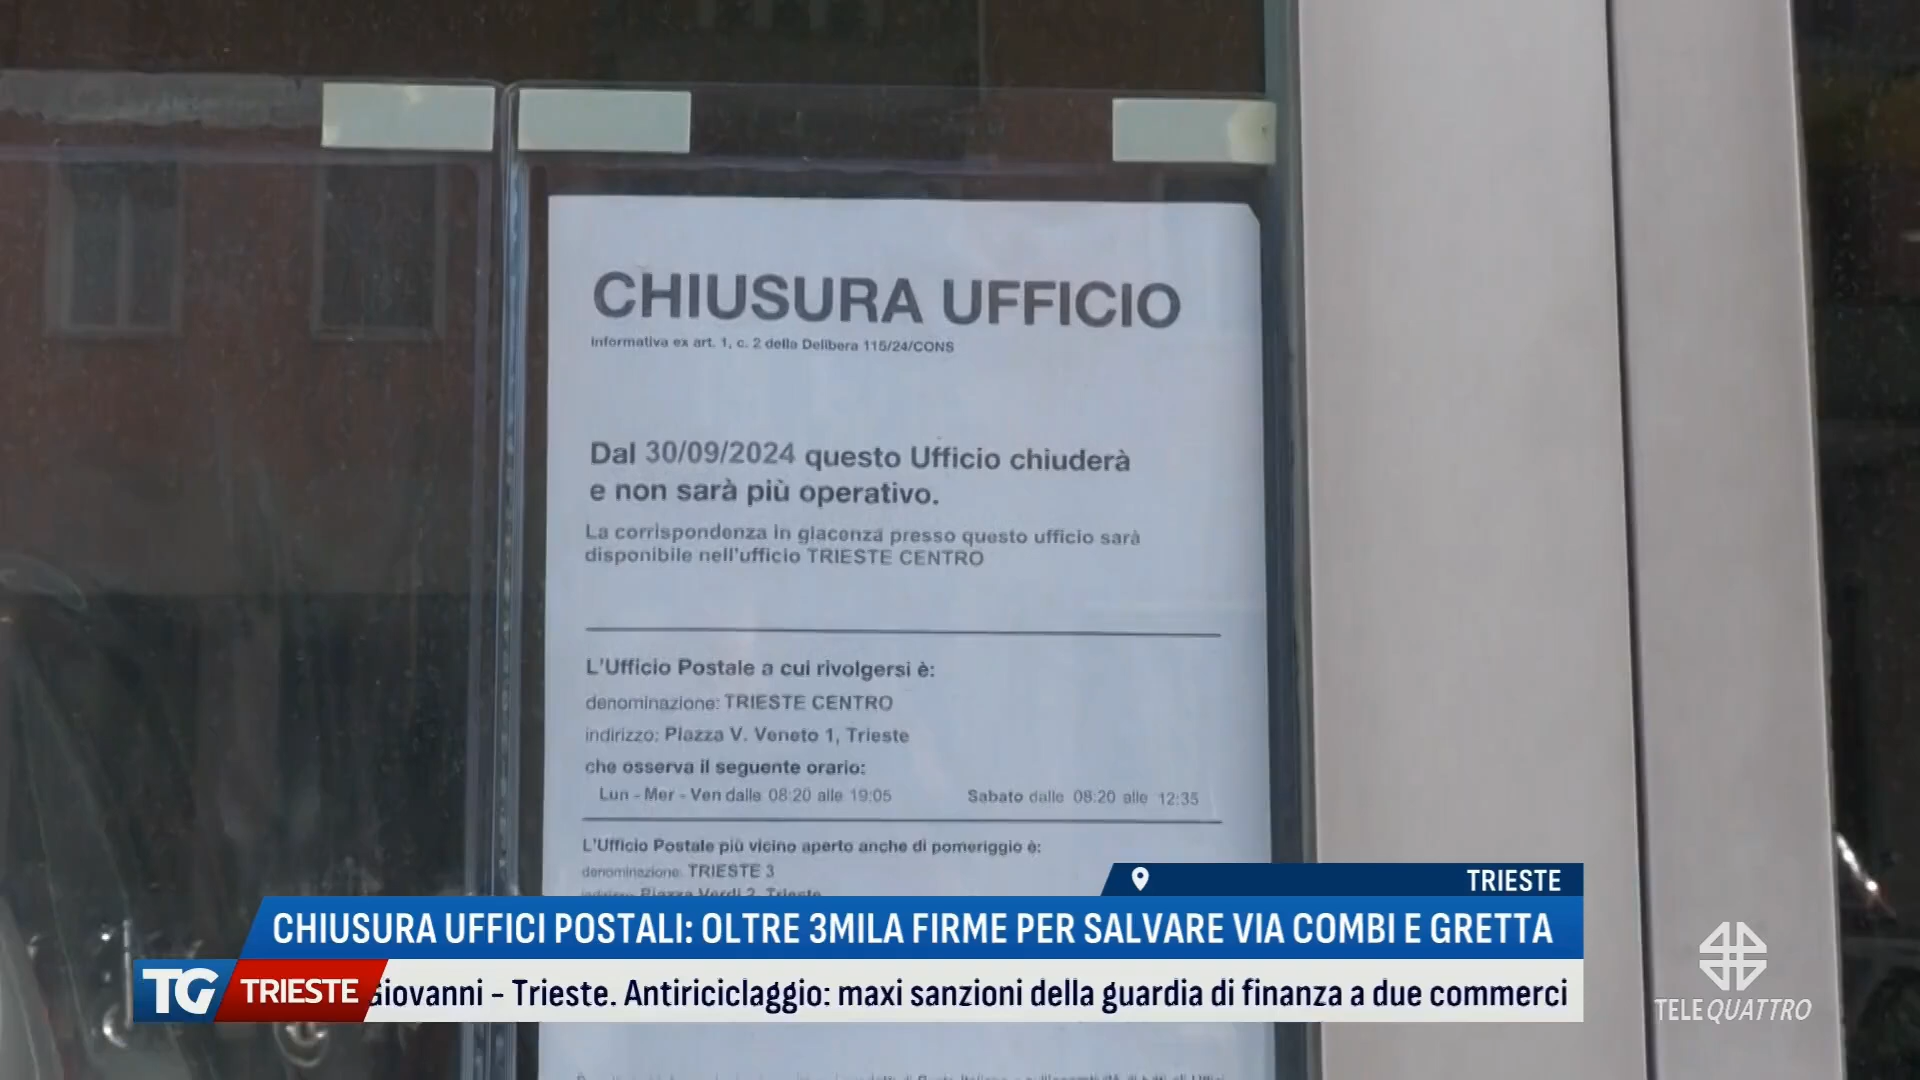 CHIUSURA UFFICIO
Informativa ex art. 1, c. 2 della Delibera 115/24/CONS
Dal 30/09/2024 questo Ufficio chiuderà
e non sarà più operativo.
La corrispondenza in giacenza presso questo ufficio sarà
disponibile nell'ufficio TRIESTE CENTRO
L'Ufficio Postale a cui rivolgersi è:
denominazione: TRIESTE CENTRO
indirizzo: Piazza V. Veneto 1, Trieste
che osserva il seguente orario:
Lun - Mer - Ven dalle 08:20 alle 19:05 Sabato dalle 08:20 alle 12:35
L'Ufficio Postale più vicino aperto anche di pomeriggio è:
denominazione: TRIESTE 3
indirizzo: Piazza Verdi 2, Trieste
TRIESTE
CHIUSURA UFFICI POSTALI: OLTRE 3MILA FIRME PER SALVARE VIA COMBI E GRETTA
TG TRIESTE Giovanni - Trieste. Antiriciclaggio: maxi sanzioni della guardia di finanza a due commerci
TELEQUATTRO